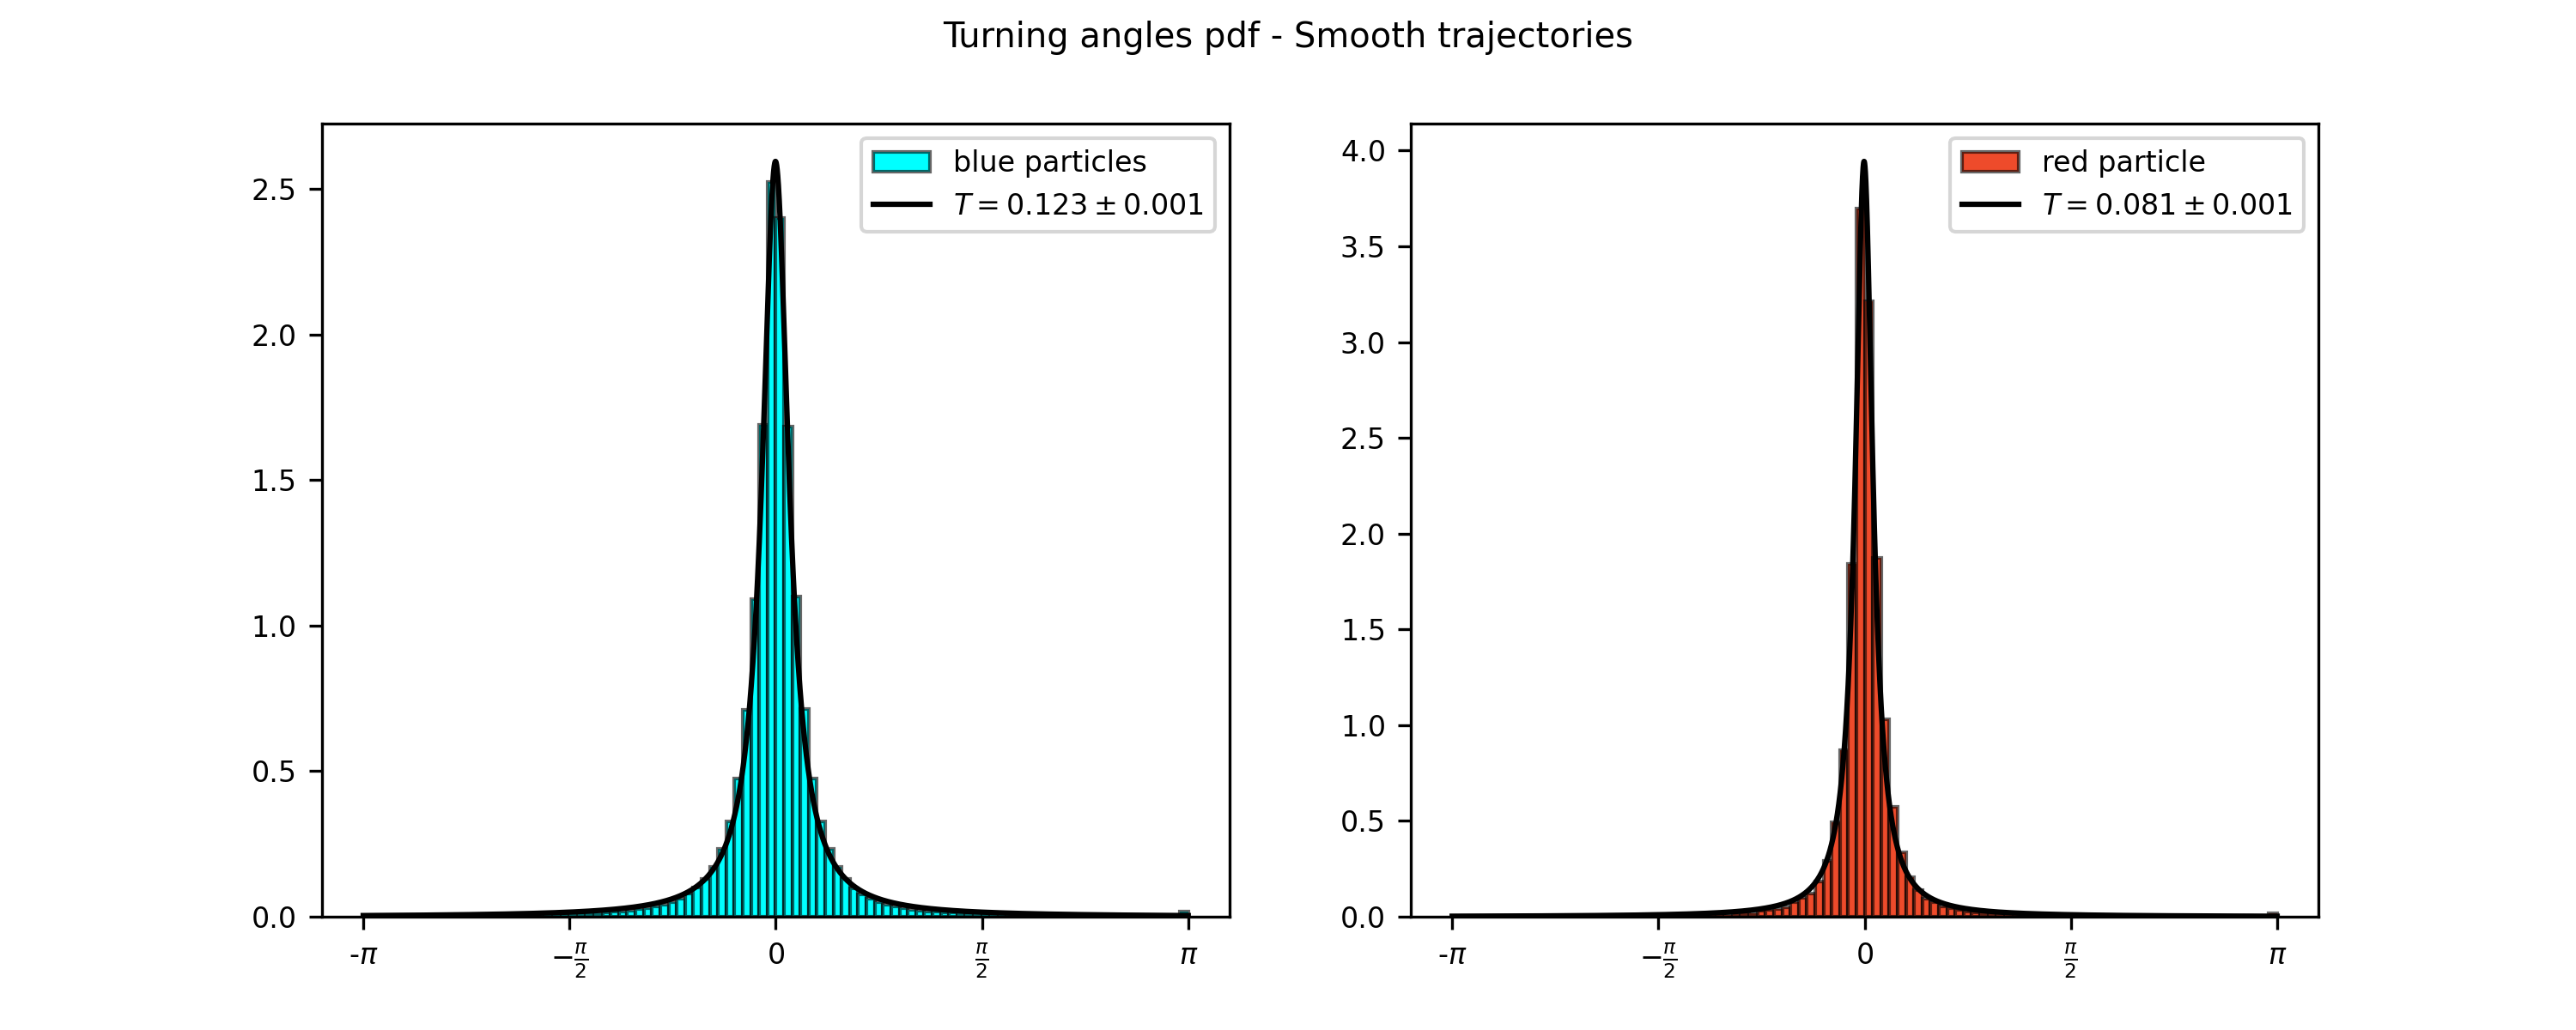 Turning angles pdf - Smooth trajectories
blue particles
T = 0.123 ± 0.001
2.5
2.0
1.5
1.0
0.5
0.0
-π
−π/2
0
π/2
π
red particle
T = 0.081 ± 0.001
4.0
3.5
3.0
2.5
2.0
1.5
1.0
0.5
0.0
-π
−π/2
0
π/2
π